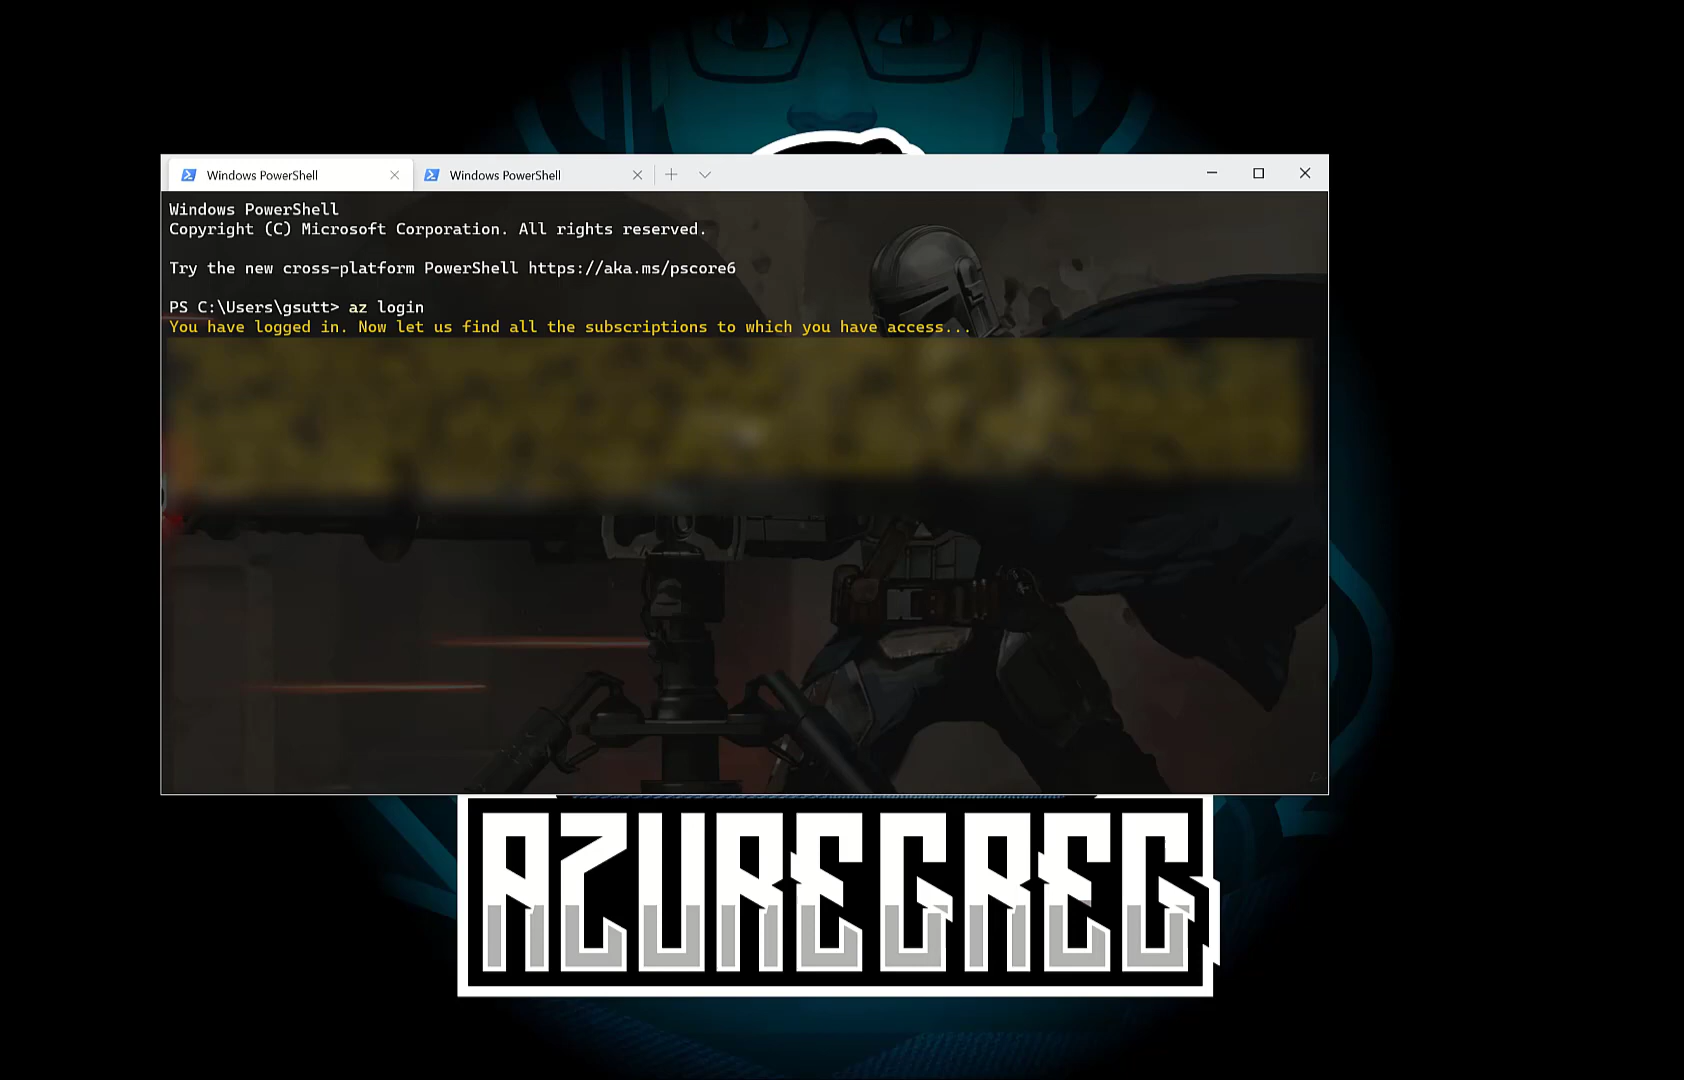 Windows PowerShell
Windows PowerShell
Windows PowerShell
Copyright (C) Microsoft Corporation. All rights reserved.
Try the new cross-platform PowerShell https://aka.ms/pscore6
PS C:\Users\gsutt> az login
You have logged in. Now let us find all the subscriptions to which you have access...
AZUREGREG